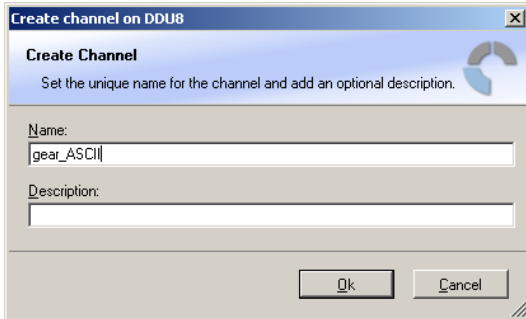 Create channel on DDU8
Create Channel
Set the unique name for the channel and add an optional description.
Name:
gear_ASCII
Description:
Ok
Cancel